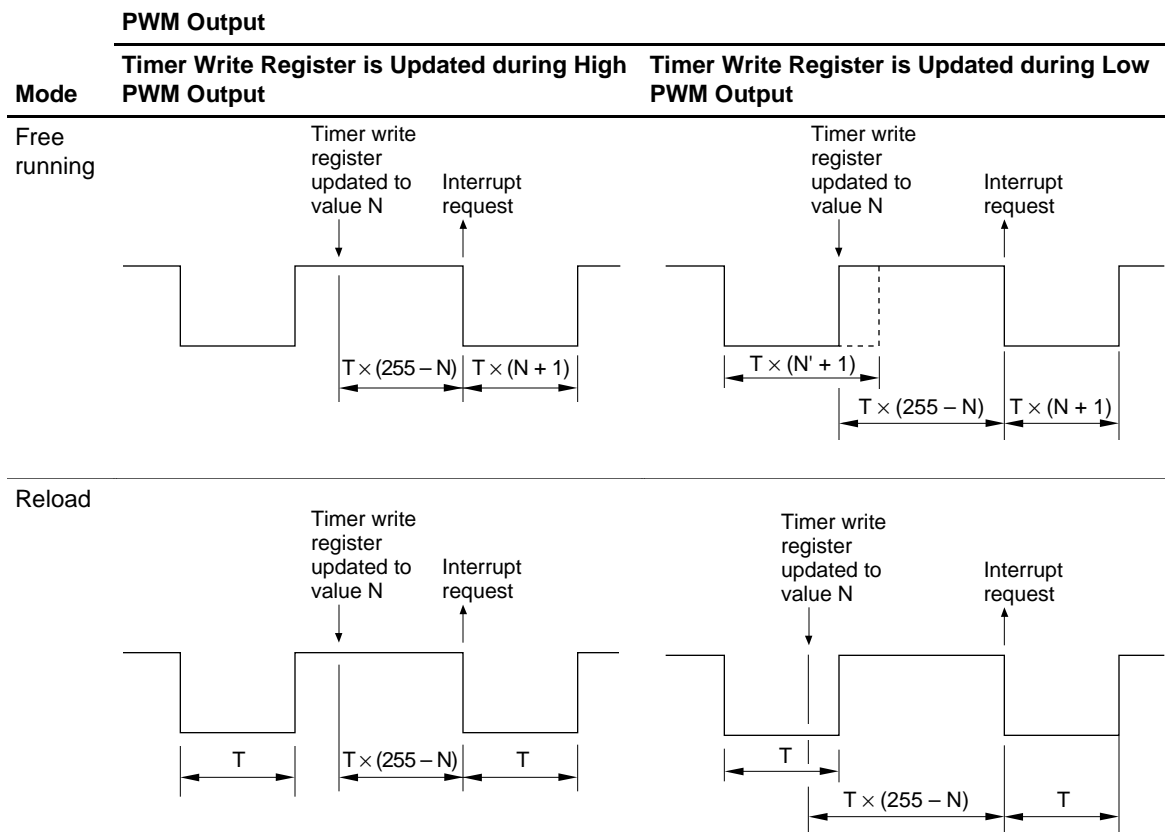 PWM Output
Mode
Timer Write Register is Updated during High
PWM Output
Timer Write Register is Updated during Low
PWM Output
Free
running
Timer write
register
updated to
value N
Interrupt
request
T × (255 – N)
T × (N + 1)
Timer write
register
updated to
value N
Interrupt
request
T × (N' + 1)
T × (255 – N)
T × (N + 1)
Reload
Timer write
register
updated to
value N
Interrupt
request
T
T × (255 – N)
T
Timer write
register
updated to
value N
Interrupt
request
T
T × (255 – N)
T